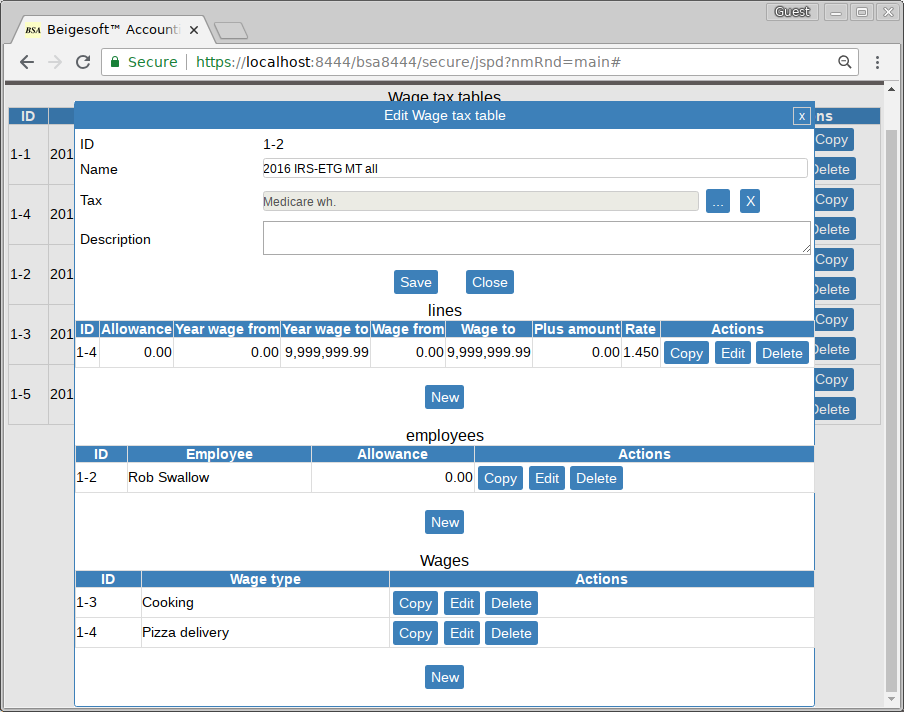 Guest
BSA Beigesoft™ Accounti
Secure https://localhost:8444/bsa8444/secure/jspd?nmRnd=main#
Wage tax tables
ID ns
Edit Wage tax table x
ID 1-2
Name 2016 IRS-ETG MT all
Tax Medicare wh. ... X
Description
Save Close
lines
ID Allowance Year wage from Year wage to Wage from Wage to Plus amount Rate Actions
1-4 0.00 0.00 9,999,999.99 0.00 9,999,999.99 0.00 1.450 Copy Edit Delete
New
employees
ID Employee Allowance Actions
1-2 Rob Swallow 0.00 Copy Edit Delete
New
Wages
ID Wage type Actions
1-3 Cooking Copy Edit Delete
1-4 Pizza delivery Copy Edit Delete
New
1-1 201 Copy
Delete
1-4 201 Copy
Delete
1-2 201 Copy
Delete
1-3 201 Copy
Delete
1-5 201 Copy
Delete